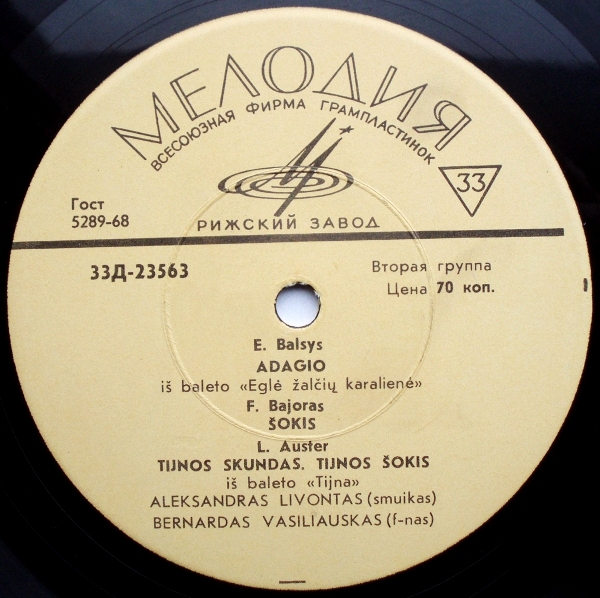 МЕЛОДИЯ
ВСЕСОЮЗНАЯ ФИРМА ГРАМПЛАСТИНОК
33
Гост
5289-68
РИЖСКИЙ ЗАВОД
33Д-23563
Вторая группа
Цена 70 коп.
E. Balsys
ADAGIO
iš baleto «Eglė žalčių karalienė»
F. Bajoras
ŠOKIS
L. Auster
TIJNOS SKUNDAS. TIJNOS ŠOKIS
iš baleto «Tijna»
ALEKSANDRAS LIVONTAS (smuikas)
BERNARDAS VASILIAUSKAS (f-nas)